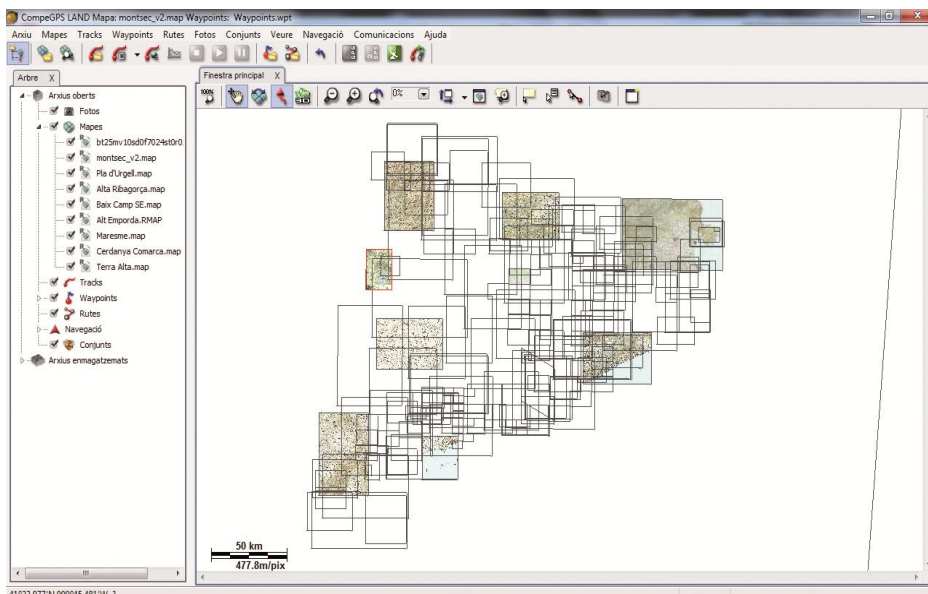 CompeGPS LAND Mapa: montsec_v2.map Waypoints: Waypoints.wpt
Arxiu Mapes Tracks Waypoints Rutes Fotos Conjunts Veure Navegació Comunicacions Ajuda
Arbre X
Finestra principal X
100%
0%
Arxius oberts
Fotos
Mapes
bt25mv10sd0f7024st0r0
montsec_v2.map
Pla d'Urgell.map
Alta Ribagorça.map
Baix Camp SE.map
Alt Emporda.RMAP
Maresme.map
Cerdanya Comarca.map
Terra Alta.map
Tracks
Waypoints
Rutes
Navegació
Conjunts
Arxius enmagatzemats
50 km
477.8m/pix